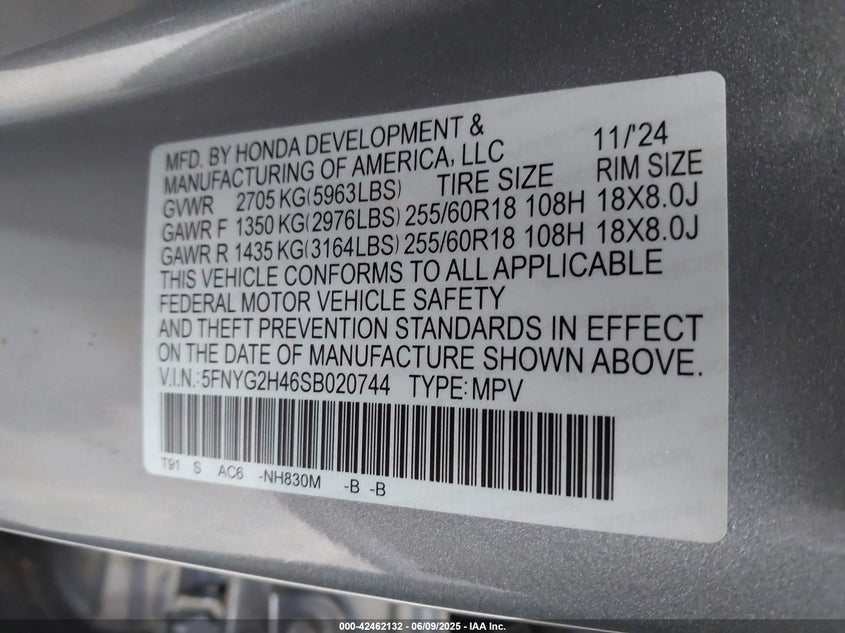 MFD. BY HONDA DEVELOPMENT & 11/'24
MANUFACTURING OF AMERICA, LLC RIM SIZE
GVWR 2705 KG(5963LBS) TIRE SIZE
GAWR F 1350 KG(2976LBS) 255/60R18 108H 18X8.0J
GAWR R 1435 KG(3164LBS) 255/60R18 108H 18X8.0J
THIS VEHICLE CONFORMS TO ALL APPLICABLE
FEDERAL MOTOR VEHICLE SAFETY
AND THEFT PREVENTION STANDARDS IN EFFECT
ON THE DATE OF MANUFACTURE SHOWN ABOVE.
V.I.N.:5FNYG2H46SB020744 TYPE:MPV
T91 S AC6 -NH830M -B -B
000-42462132 - 06/09/2025 - IAA, Inc.